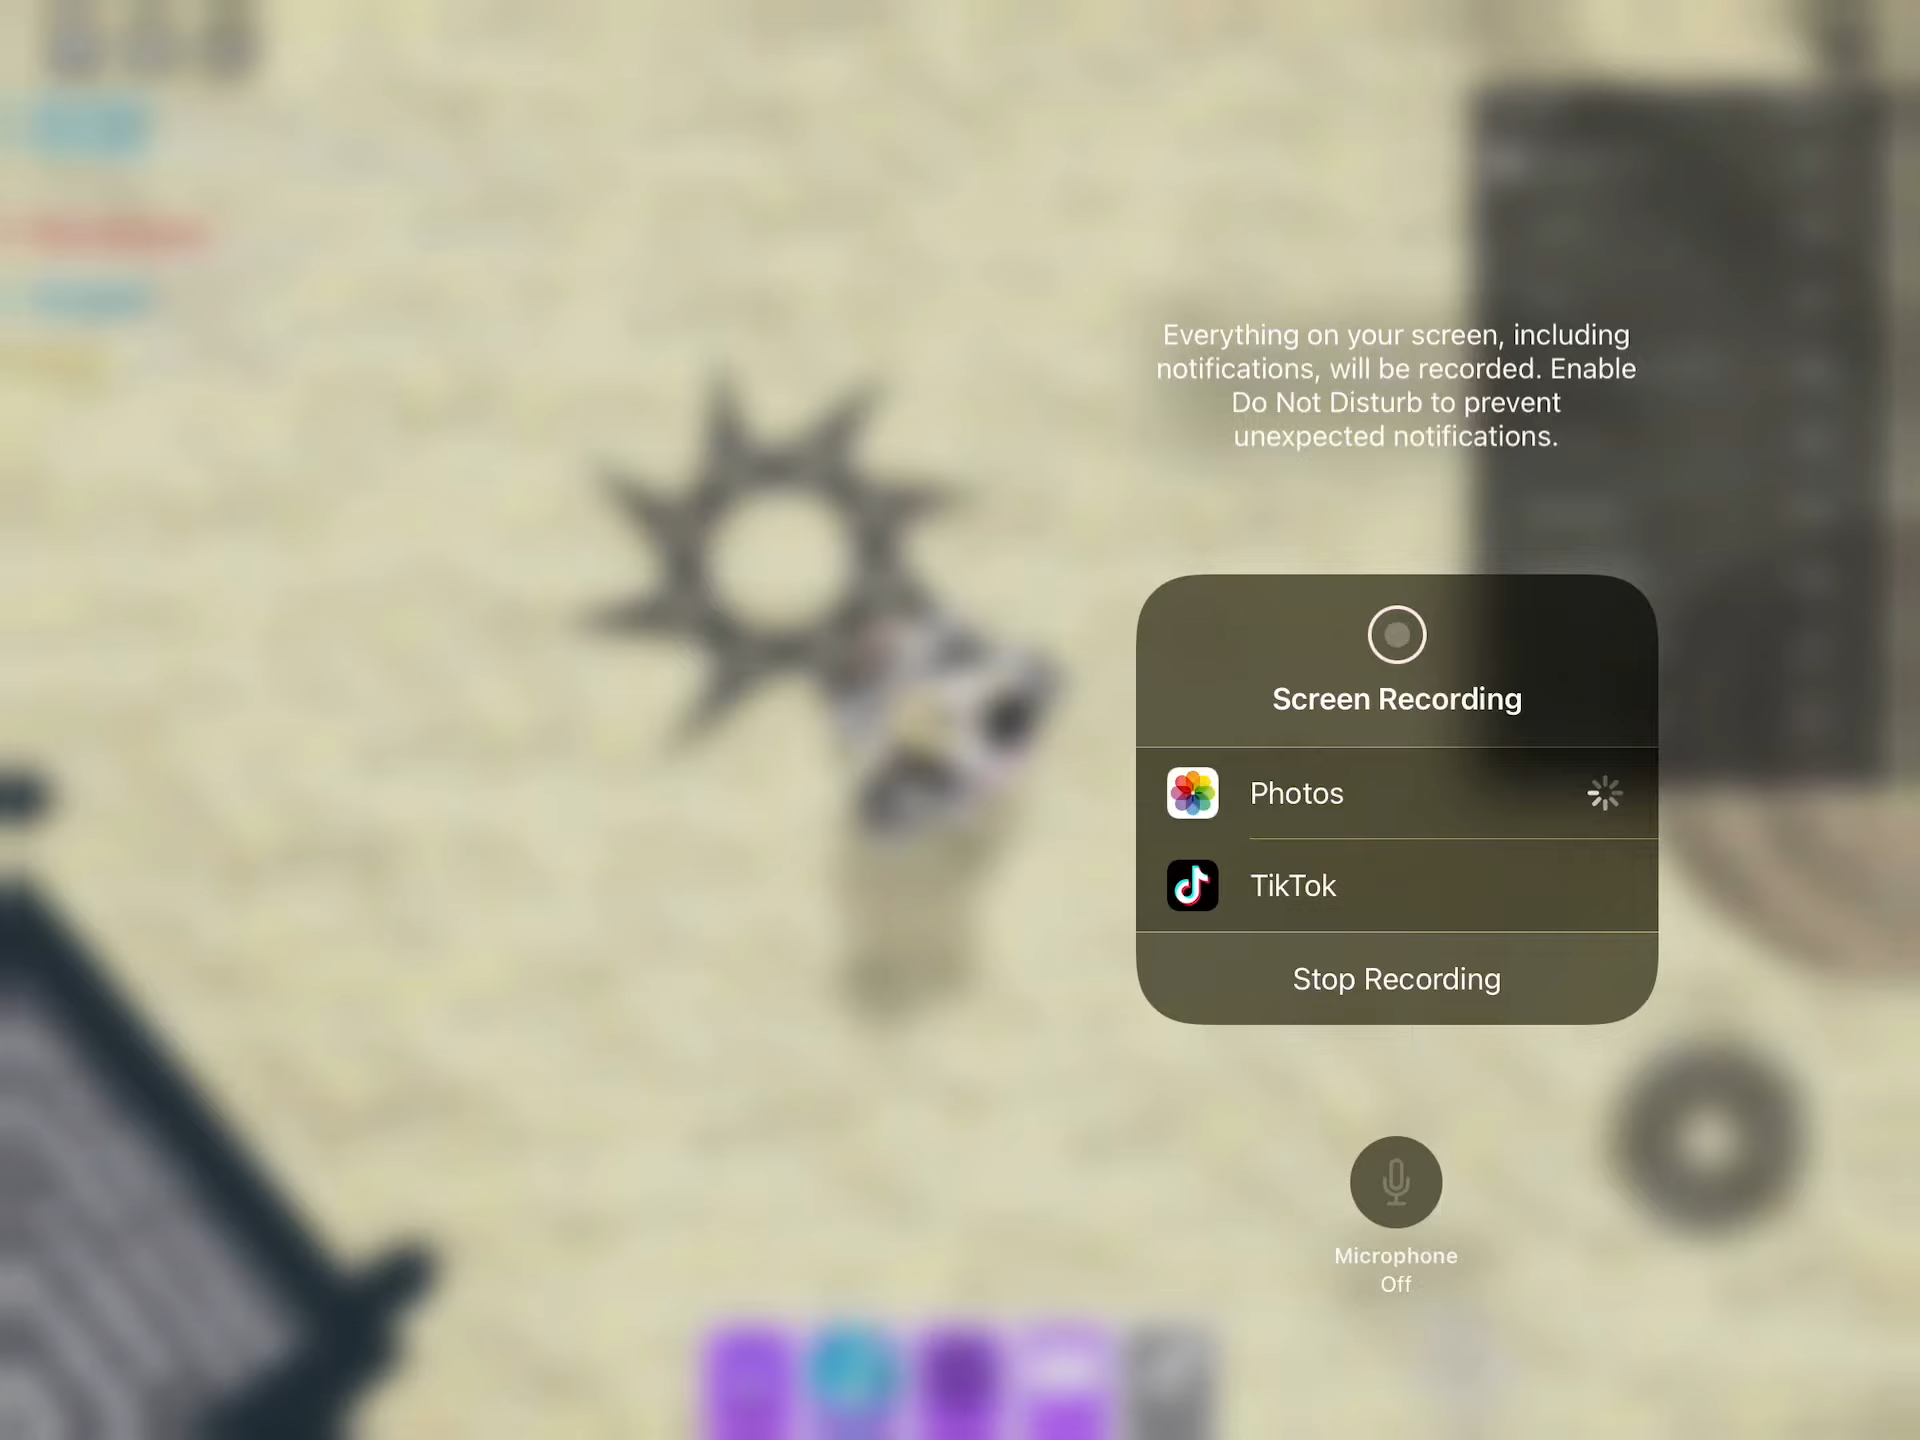 Everything on your screen, including
notifications, will be recorded. Enable
Do Not Disturb to prevent
unexpected notifications.
Screen Recording
Photos
TikTok
Stop Recording
Microphone
Off